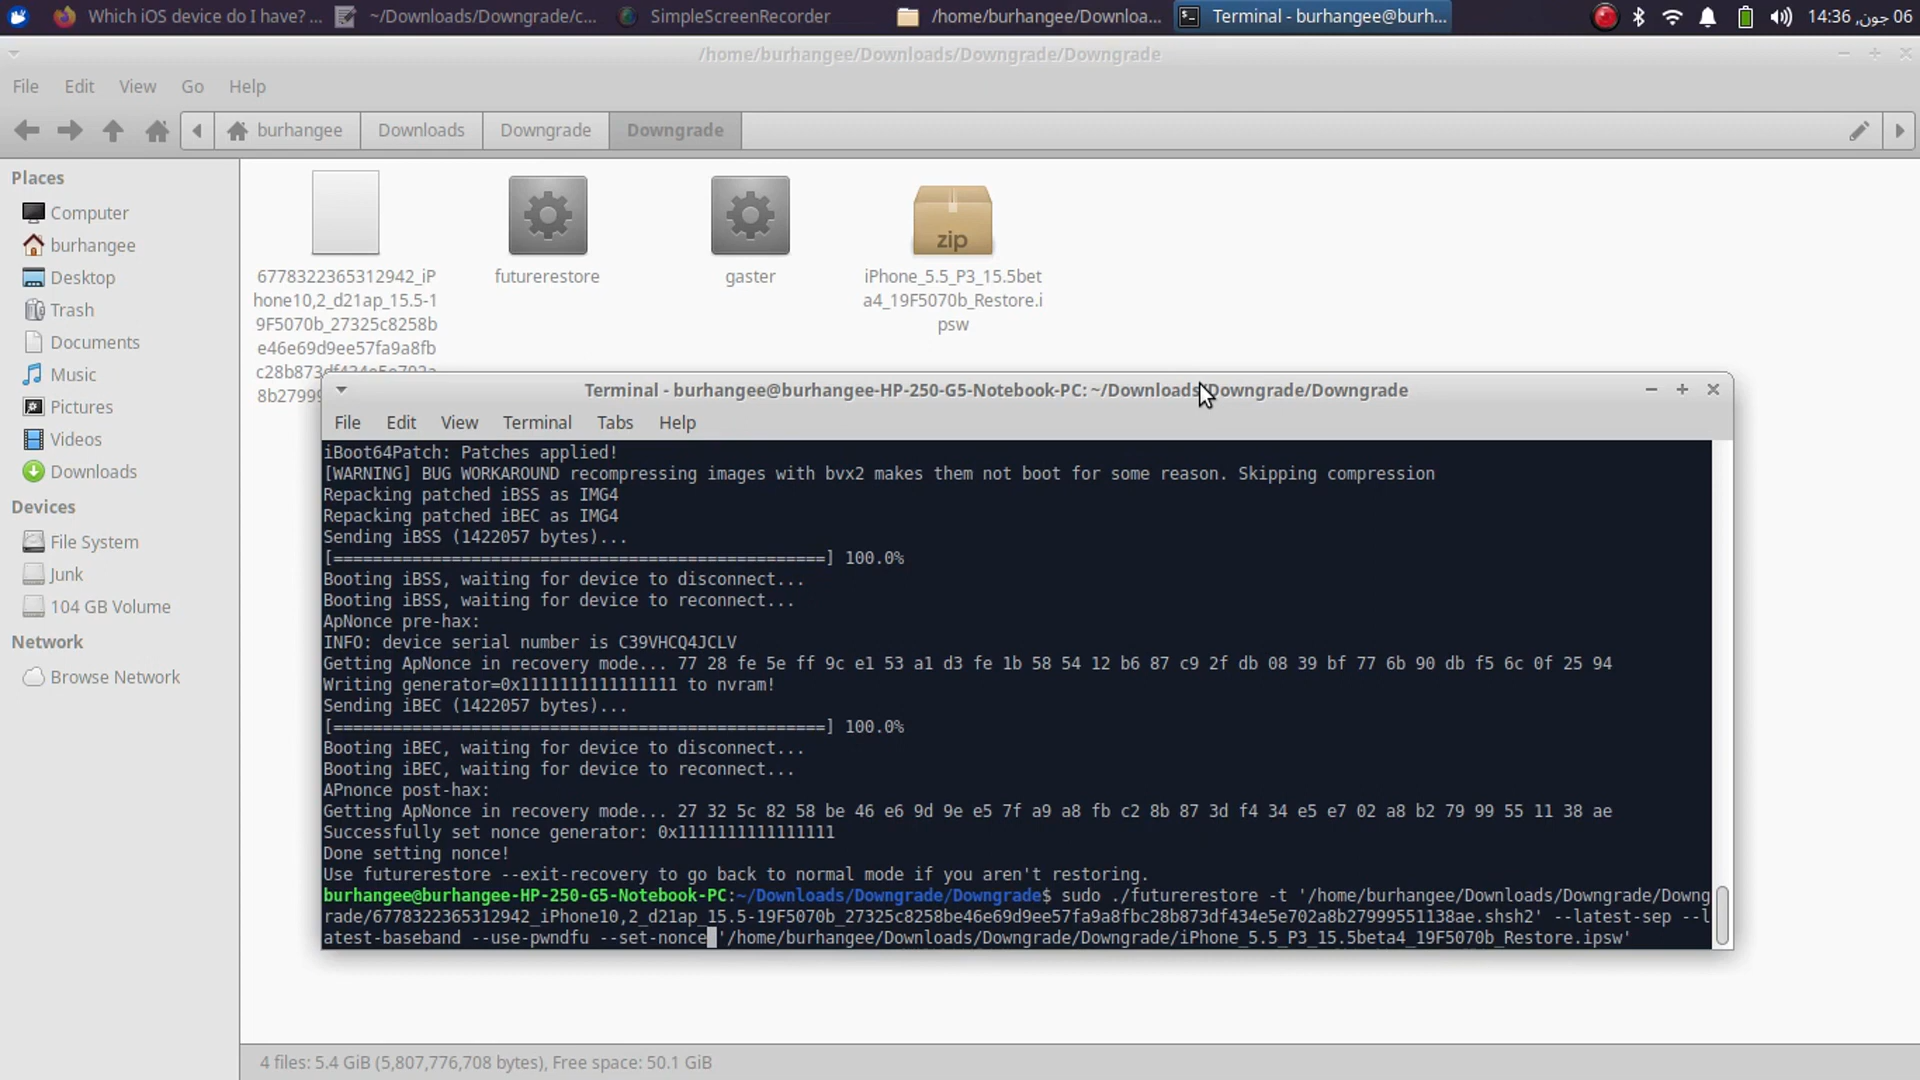 Which iOS device do I have? ...
~/Downloads/Downgrade/c...
SimpleScreenRecorder
/home/burhangee/Downloa...
Terminal - burhangee@burh...
06 جون, 14:36
/home/burhangee/Downloads/Downgrade/Downgrade
File Edit View Go Help
burhangee Downloads Downgrade Downgrade
Places
Computer
burhangee
Desktop
Trash
Documents
Music
Pictures
Videos
Downloads
Devices
File System
Junk
104 GB Volume
Network
Browse Network
6778322365312942_iP
hone10,2_d21ap_15.5-1
9F5070b_27325c8258b
e46e69d9ee57fa9a8fb
c28b873df434e5e702a
8b27999
futurerestore
gaster
zip
iPhone_5.5_P3_15.5bet
a4_19F5070b_Restore.i
psw
Terminal - burhangee@burhangee-HP-250-G5-Notebook-PC: ~/Downloads/Downgrade/Downgrade
File Edit View Terminal Tabs Help
iBoot64Patch: Patches applied!
[WARNING] BUG WORKAROUND recompressing images with bvx2 makes them not boot for some reason. Skipping compression
Repacking patched iBSS as IMG4
Repacking patched iBEC as IMG4
Sending iBSS (1422057 bytes)...
[==================================================] 100.0%
Booting iBSS, waiting for device to disconnect...
Booting iBSS, waiting for device to reconnect...
ApNonce pre-hax:
INFO: device serial number is C39VHCQ4JCLV
Getting ApNonce in recovery mode... 77 28 fe 5e ff 9c e1 53 a1 d3 fe 1b 58 54 12 b6 87 c9 2f db 08 39 bf 77 6b 90 db f5 6c 0f 25 94
Writing generator=0x1111111111111111 to nvram!
Sending iBEC (1422057 bytes)...
[==================================================] 100.0%
Booting iBEC, waiting for device to disconnect...
Booting iBEC, waiting for device to reconnect...
APnonce post-hax:
Getting ApNonce in recovery mode... 27 32 5c 82 58 be 46 e6 9d 9e e5 7f a9 a8 fb c2 8b 87 3d f4 34 e5 e7 02 a8 b2 79 99 55 11 38 ae
Successfully set nonce generator: 0x1111111111111111
Done setting nonce!
Use futurerestore --exit-recovery to go back to normal mode if you aren't restoring.
burhangee@burhangee-HP-250-G5-Notebook-PC:~/Downloads/Downgrade/Downgrade$ sudo ./futurerestore -t '/home/burhangee/Downloads/Downgrade/Downg
rade/6778322365312942_iPhone10,2_d21ap_15.5-19F5070b_27325c8258be46e69d9ee57fa9a8fbc28b873df434e5e702a8b27999551138ae.shsh2' --latest-sep --l
atest-baseband --use-pwndfu --set-nonce '/home/burhangee/Downloads/Downgrade/Downgrade/iPhone_5.5_P3_15.5beta4_19F5070b_Restore.ipsw'
4 files: 5.4 GiB (5,807,776,708 bytes), Free space: 50.1 GiB